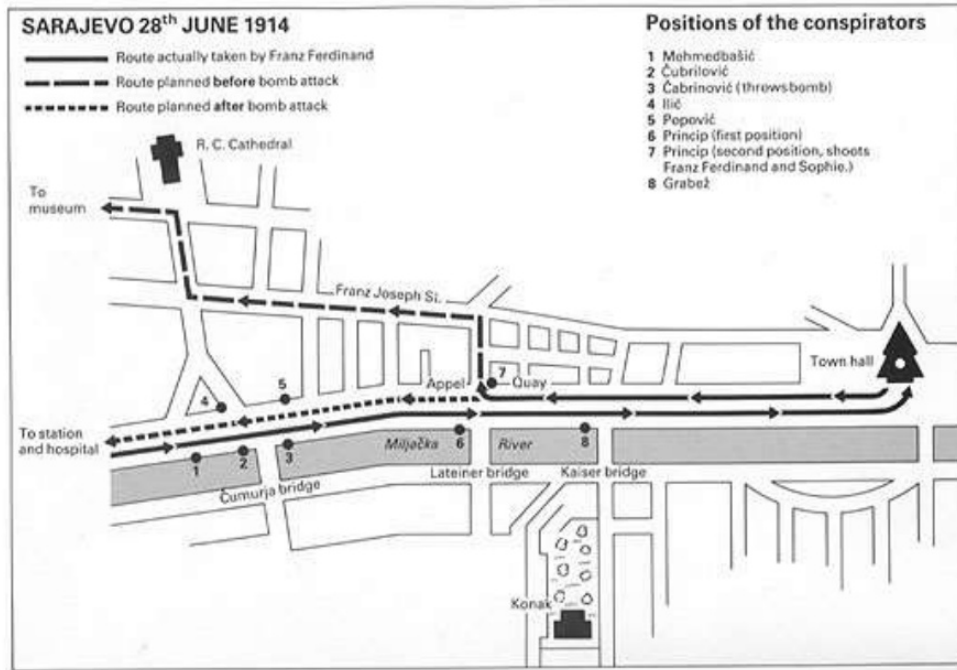 SARAJEVO 28th JUNE 1914
Route actually taken by Franz Ferdinand
Route planned before bomb attack
Route planned after bomb attack
Positions of the conspirators
1 Mehmedbašić
2 Čubrilović
3 Čabrinović (throws bomb)
4 Ilić
5 Popović
6 Princip (first position)
7 Princip (second position, shoots
Franz Ferdinand and Sophie.)
8 Grabež
R. C. Cathedral
To
museum
Franz Joseph St.
Town hall
7
Appel Quay
5
4
To station
and hospital
Miljačka River
6
8
1
2
3
Lateiner bridge
Kaiser bridge
Čumurja bridge
Konak